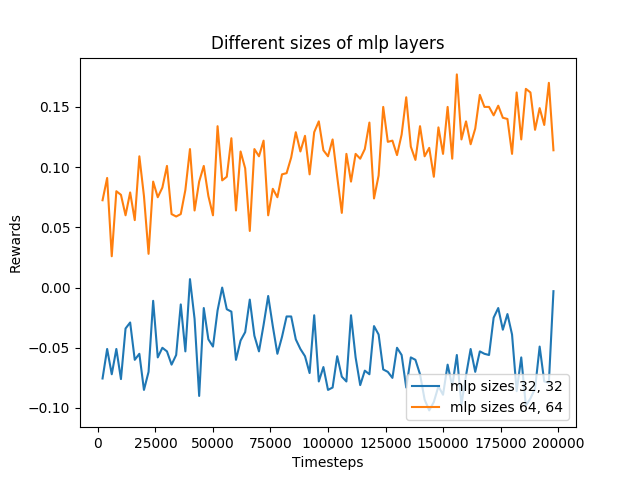 Different sizes of mlp layers
Rewards
0.15
0.10
0.05
0.00
−0.05
−0.10
mlp sizes 32, 32
mlp sizes 64, 64
0 25000 50000 75000 100000 125000 150000 175000 200000
Timesteps